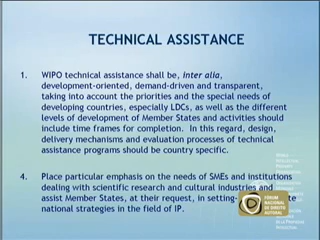 TECHNICAL ASSISTANCE
1. WIPO technical assistance shall be, inter alia,
development-oriented, demand-driven and transparent,
taking into account the priorities and the special needs of
developing countries, especially LDCs, as well as the different
levels of development of Member States and activities should
include time frames for completion. In this regard, design,
delivery mechanisms and evaluation processes of technical
assistance programs should be country specific.
4. Place particular emphasis on the needs of SMEs and institutions
dealing with scientific research and cultural industries and
assist Member States, at their request, in setting-
national strategies in the field of IP.
FÓRUM
NACIONAL
DE DIREITO
AUTORAL